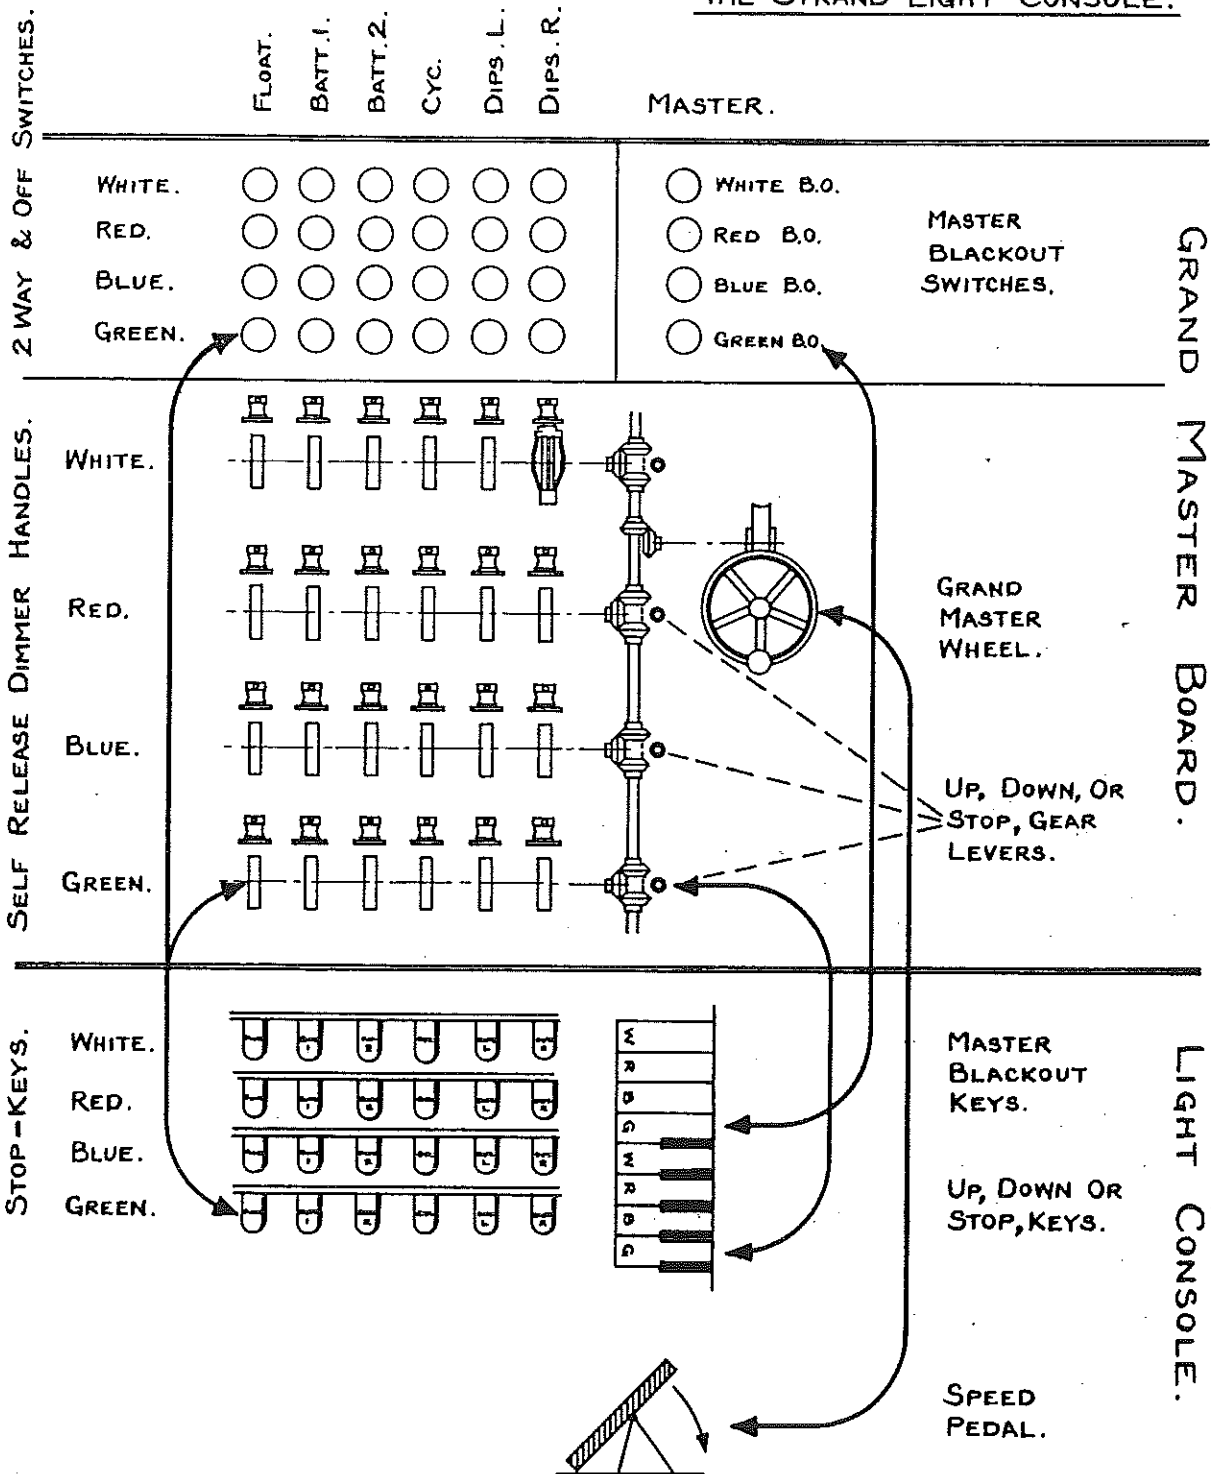 THE STRAND LIGHT CONSOLE.
FLOAT.
BATT. 1.
BATT. 2.
CYC.
DIPS. L.
DIPS. R.
MASTER.
2 WAY & OFF SWITCHES.
WHITE.
RED.
BLUE.
GREEN.
WHITE B.O.
RED B.O.
BLUE B.O.
GREEN B.O.
MASTER
BLACKOUT
SWITCHES.
GRAND MASTER BOARD.
SELF RELEASE DIMMER HANDLES.
WHITE.
RED.
BLUE.
GREEN.
GRAND
MASTER
WHEEL.
UP, DOWN, OR
STOP, GEAR
LEVERS.
STOP-KEYS.
WHITE.
RED.
BLUE.
GREEN.
W
R
B
G
W
R
B
G
MASTER
BLACKOUT
KEYS.
UP, DOWN OR
STOP, KEYS.
LIGHT CONSOLE.
SPEED
PEDAL.